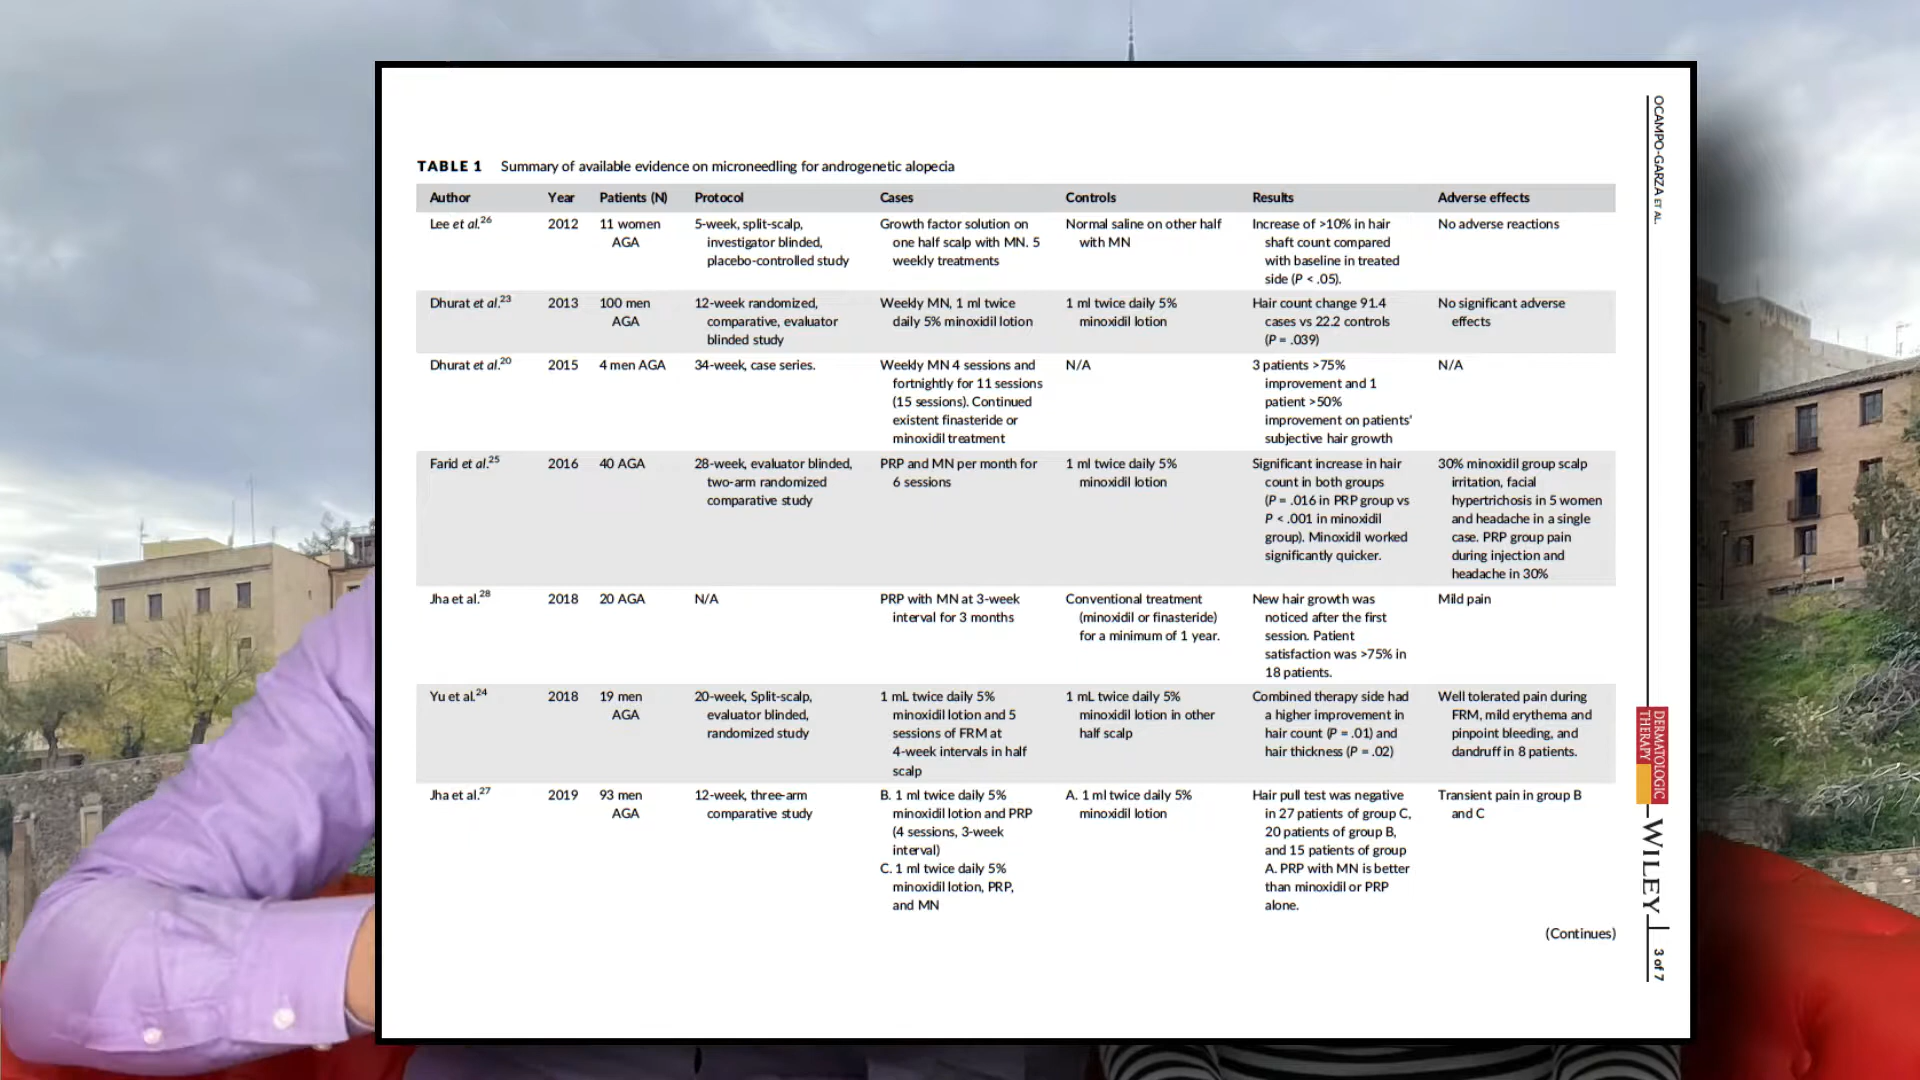 TABLE 1 Summary of available evidence on microneedling for androgenetic alopecia
Author Year Patients (N) Protocol Cases Controls Results Adverse effects
Lee et al.26 2012 11 women 5-week, split-scalp, Growth factor solution on Normal saline on other half Increase of >10% in hair No adverse reactions
AGA investigator blinded, one half scalp with MN. 5 with MN shaft count compared
placebo-controlled study weekly treatments with baseline in treated
side (P < .05).
Dhurat et al.23 2013 100 men 12-week randomized, Weekly MN, 1 ml twice 1 ml twice daily 5% Hair count change 91.4 No significant adverse
AGA comparative, evaluator daily 5% minoxidil lotion minoxidil lotion cases vs 22.2 controls effects
blinded study (P = .039)
Dhurat et al.20 2015 4 men AGA 34-week, case series. Weekly MN 4 sessions and N/A 3 patients >75% N/A
fortnightly for 11 sessions improvement and 1
(15 sessions). Continued patient >50%
existent finasteride or improvement on patients'
minoxidil treatment subjective hair growth
Farid et al.25 2016 40 AGA 28-week, evaluator blinded, PRP and MN per month for 1 ml twice daily 5% Significant increase in hair 30% minoxidil group scalp
two-arm randomized 6 sessions minoxidil lotion count in both groups irritation, facial
comparative study (P = .016 in PRP group vs hypertrichosis in 5 women
P < .001 in minoxidil and headache in a single
group). Minoxidil worked case. PRP group pain
significantly quicker. during injection and
headache in 30%
Jha et al.28 2018 20 AGA N/A PRP with MN at 3-week Conventional treatment New hair growth was Mild pain
interval for 3 months (minoxidil or finasteride) noticed after the first
for a minimum of 1 year. session. Patient
satisfaction was >75% in
18 patients.
Yu et al.24 2018 19 men 20-week, Split-scalp, 1 mL twice daily 5% 1 mL twice daily 5% Combined therapy side had Well tolerated pain during
AGA evaluator blinded, minoxidil lotion and 5 minoxidil lotion in other a higher improvement in FRM, mild erythema and
randomized study sessions of FRM at half scalp hair count (P = .01) and pinpoint bleeding, and
4-week intervals in half hair thickness (P = .02) dandruff in 8 patients.
scalp
Jha et al.27 2019 93 men 12-week, three-arm B. 1 ml twice daily 5% A. 1 ml twice daily 5% Hair pull test was negative Transient pain in group B
AGA comparative study minoxidil lotion and PRP minoxidil lotion in 27 patients of group C, and C
(4 sessions, 3-week 20 patients of group B,
interval) and 15 patients of group
C. 1 ml twice daily 5% A. PRP with MN is better
minoxidil lotion, PRP, than minoxidil or PRP
and MN alone.
(Continues)
OCAMPO-GARZA ET AL.
DERMATOLOGIC
THERAPY
WILEY
3 of 7